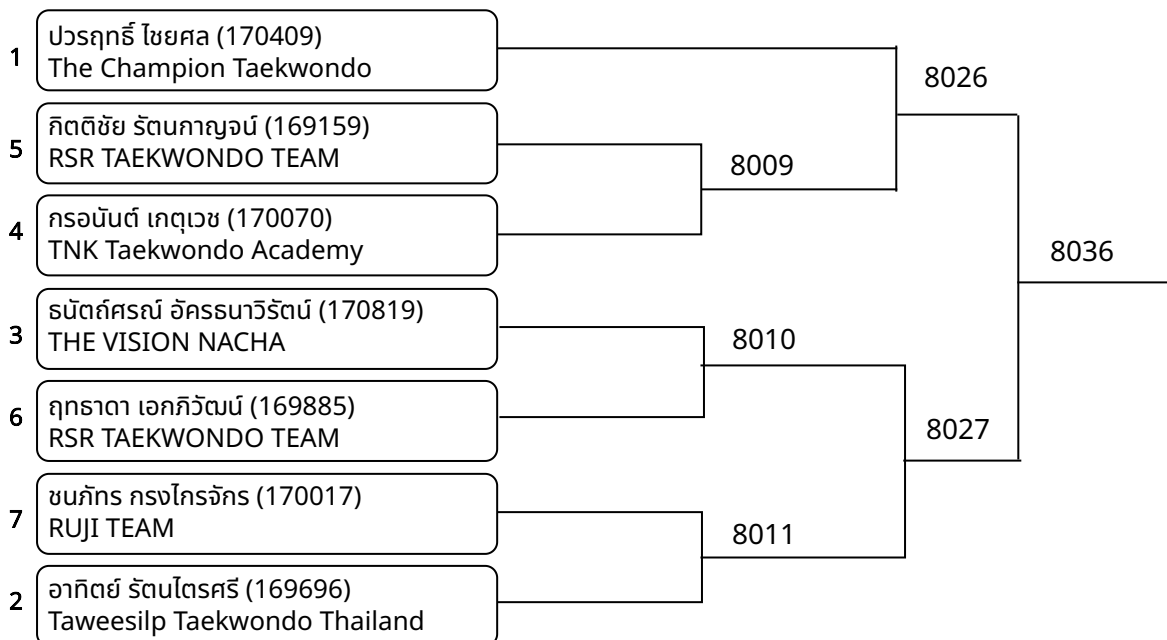 1
ปวรฤทธิ์ ไชยศล (170409)
The Champion Taekwondo
5
กิตติชัย รัตนกาญจน์ (169159)
RSR TAEKWONDO TEAM
4
กรอนันต์ เกตุเวช (170070)
TNK Taekwondo Academy
3
ธนัตถ์ศรณ์ อัครธนาวิรัตน์ (170819)
THE VISION NACHA
6
ฤทธาดา เอกภิวัฒน์ (169885)
RSR TAEKWONDO TEAM
7
ชนภัทร กรงไกรจักร (170017)
RUJI TEAM
2
อาทิตย์ รัตนไตรศรี (169696)
Taweesilp Taekwondo Thailand
8009
8010
8011
8026
8027
8036